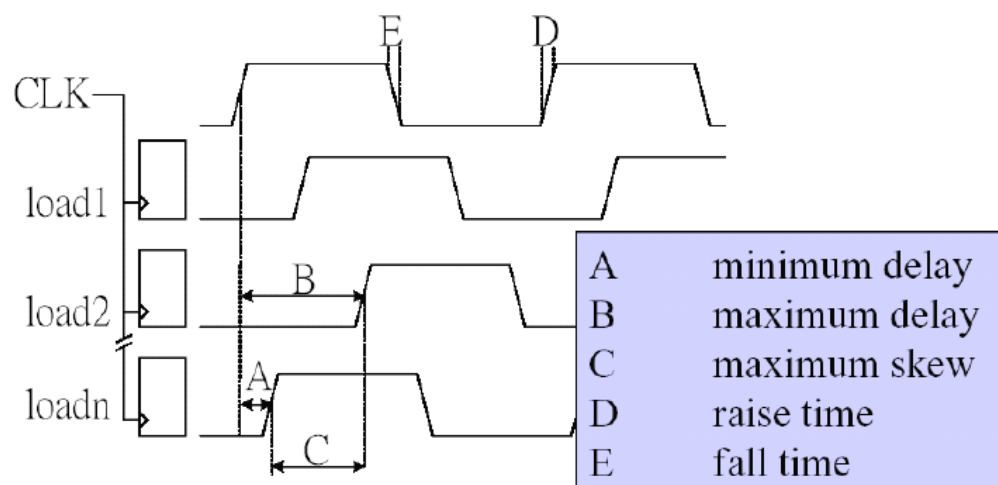 E
D
CLK
load1
load2
B
loadn
A
C
A minimum delay
B maximum delay
C maximum skew
D raise time
E fall time